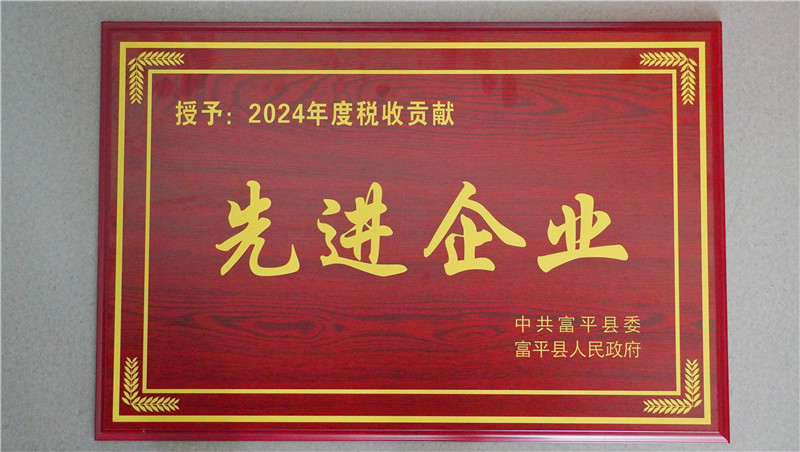 授予：2024年度税收贡献
先进企业
中共富平县委
富平县人民政府